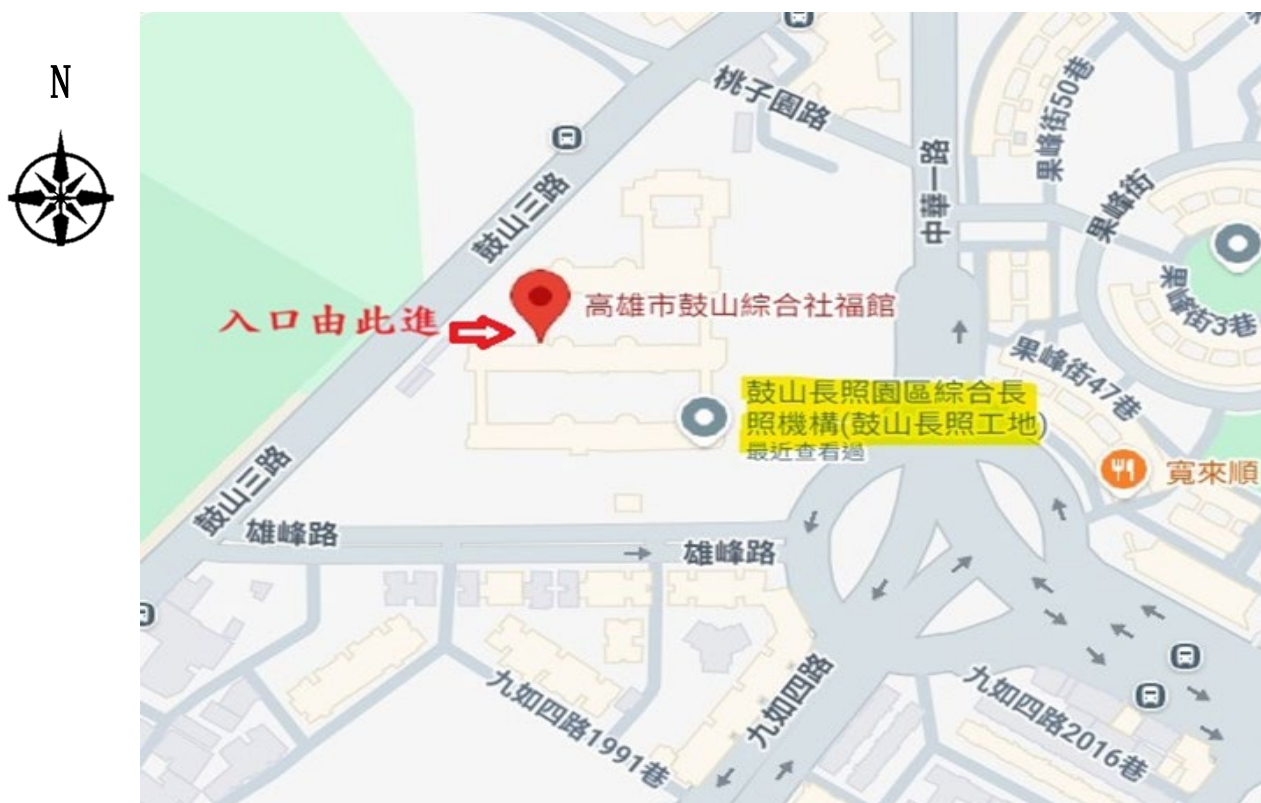 N
桃子園路
果峰街50巷
鼓山三路
中華一路
果峰街
入口由此進
高雄市鼓山綜合社福館
果峰街47巷
鼓山長照園區綜合長
照機構(鼓山長照工地)
最近查看過
寬來順
鼓山三路
雄峰路
雄峰路
九如四路
九如四路1991巷
九如四路2016巷